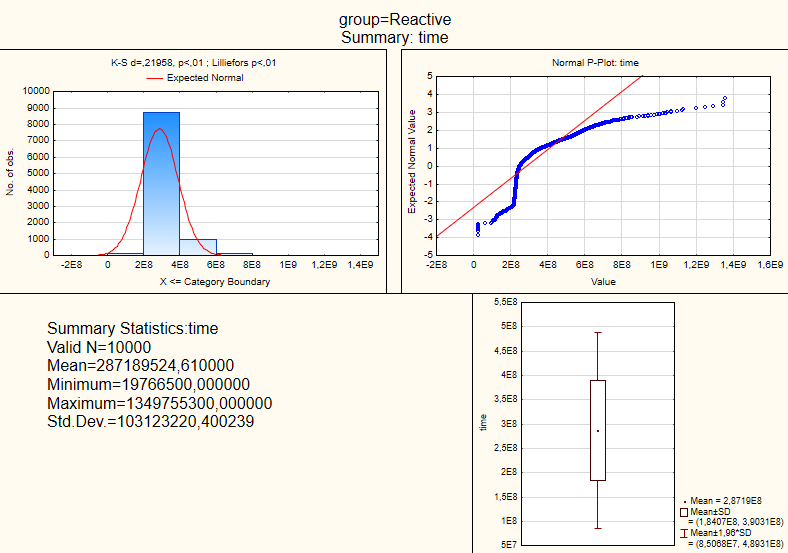 group=Reactive
Summary: time
K-S d=,21958, p<,01 ; Lilliefors p<,01
Expected Normal
10000
9000
8000
7000
6000
5000
4000
3000
2000
1000
0
No. of obs.
-2E8 0 2E8 4E8 6E8 8E8 1E9 1,2E9 1,4E9
X <= Category Boundary
Normal P-Plot: time
5
4
3
2
1
0
-1
-2
-3
-4
-5
Expected Normal Value
-2E8 0 2E8 4E8 6E8 8E8 1E9 1,2E9 1,4E9 1,6E9
Value
Summary Statistics:time
Valid N=10000
Mean=287189524,610000
Minimum=19766500,000000
Maximum=1349755300,000000
Std.Dev.=103123220,400239
5,5E8
5E8
4,5E8
4E8
3,5E8
3E8
2,5E8
2E8
1,5E8
1E8
5E7
time
Mean = 2,8719E8
Mean±SD
= (1,8407E8, 3,9031E8)
Mean±1,96*SD
= (8,5068E7, 4,8931E8)